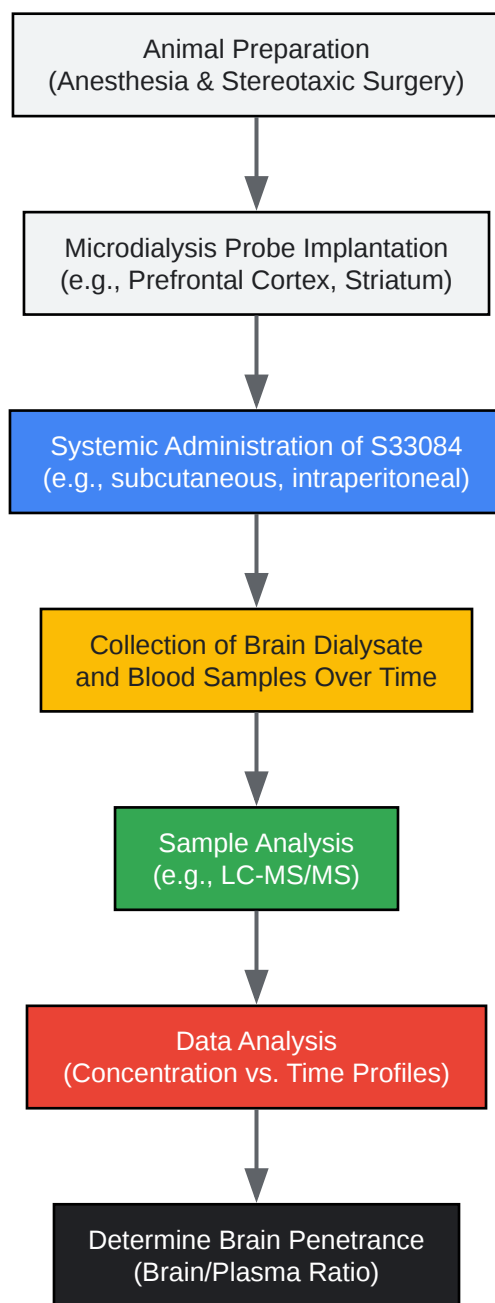 Animal Preparation
(Anesthesia & Stereotaxic Surgery)
Microdialysis Probe Implantation
(e.g., Prefrontal Cortex, Striatum)
Systemic Administration of S33084
(e.g., subcutaneous, intraperitoneal)
Collection of Brain Dialysate
and Blood Samples Over Time
Sample Analysis
(e.g., LC-MS/MS)
Data Analysis
(Concentration vs. Time Profiles)
Determine Brain Penetrance
(Brain/Plasma Ratio)